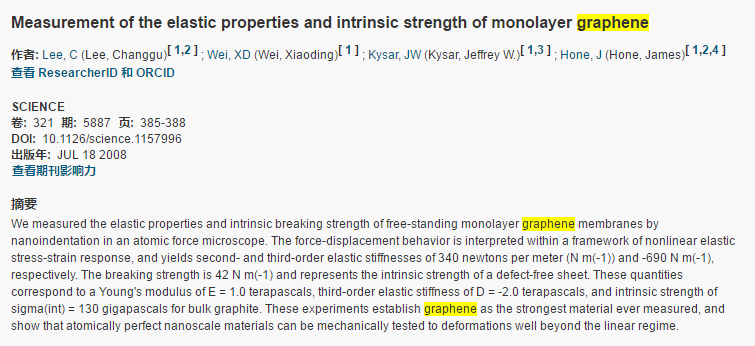 Measurement of the elastic properties and intrinsic strength of monolayer graphene
作者: Lee, C (Lee, Changgu)[ 1,2 ] ; Wei, XD (Wei, Xiaoding)[ 1 ] ; Kysar, JW (Kysar, Jeffrey W.)[ 1,3 ] ; Hone, J (Hone, James)[ 1,2,4 ]
查看 ResearcherID 和 ORCID
SCIENCE
卷: 321 期: 5887 页: 385-388
DOI: 10.1126/science.1157996
出版年: JUL 18 2008
查看期刊影响力
摘要
We measured the elastic properties and intrinsic breaking strength of free-standing monolayer graphene membranes by
nanoindentation in an atomic force microscope. The force-displacement behavior is interpreted within a framework of nonlinear elastic
stress-strain response, and yields second- and third-order elastic stiffnesses of 340 newtons per meter (N m(-1)) and -690 N m(-1),
respectively. The breaking strength is 42 N m(-1) and represents the intrinsic strength of a defect-free sheet. These quantities
correspond to a Young's modulus of E = 1.0 terapascals, third-order elastic stiffness of D = -2.0 terapascals, and intrinsic strength of
sigma(int) = 130 gigapascals for bulk graphite. These experiments establish graphene as the strongest material ever measured, and
show that atomically perfect nanoscale materials can be mechanically tested to deformations well beyond the linear regime.